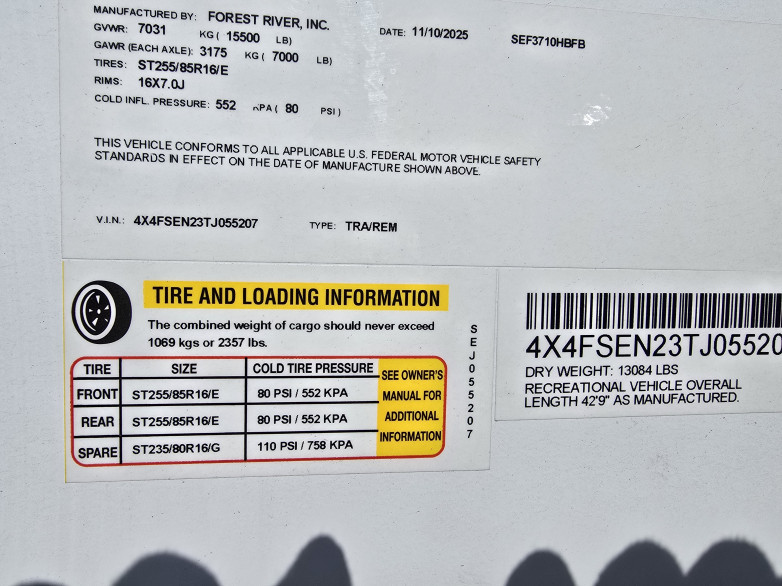 MANUFACTURED BY: FOREST RIVER, INC.
DATE: 11/10/2025 SEF3710HBFB
GVWR: 7031 KG ( 15500 LB)
GAWR (EACH AXLE): 3175 KG ( 7000 LB)
TIRES: ST255/85R16/E
RIMS: 16X7.0J
COLD INFL. PRESSURE: 552 KPA ( 80 PSI )
THIS VEHICLE CONFORMS TO ALL APPLICABLE U.S. FEDERAL MOTOR VEHICLE SAFETY
STANDARDS IN EFFECT ON THE DATE OF MANUFACTURE SHOWN ABOVE.
V.I.N.: 4X4FSEN23TJ055207 TYPE: TRA/REM
TIRE AND LOADING INFORMATION
The combined weight of cargo should never exceed
1069 kgs or 2357 lbs.
TIRE SIZE COLD TIRE PRESSURE
FRONT ST255/85R16/E 80 PSI / 552 KPA
REAR ST255/85R16/E 80 PSI / 552 KPA
SPARE ST235/80R16/G 110 PSI / 758 KPA
SEE OWNER'S
MANUAL FOR
ADDITIONAL
INFORMATION
SEJ055207
4X4FSEN23TJ05520
DRY WEIGHT: 13084 LBS
RECREATIONAL VEHICLE OVERALL
LENGTH 42'9" AS MANUFACTURED.